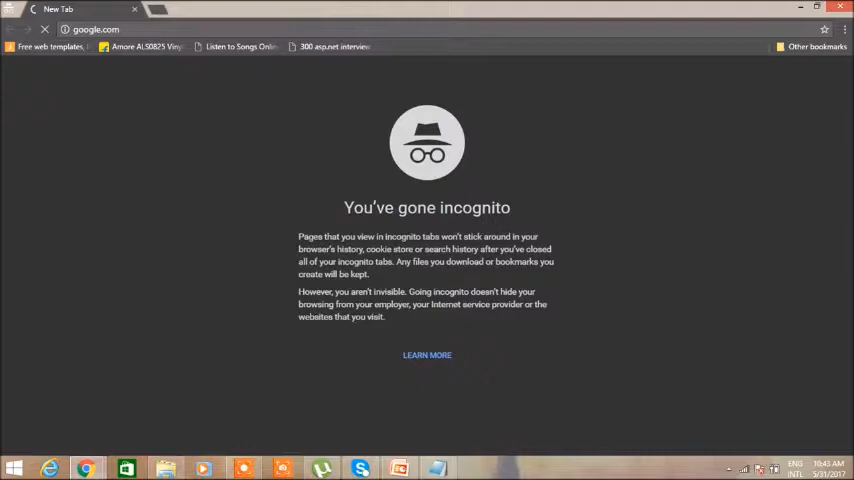 New Tab
google.com
Free web templates,
Amore ALS0825 Vinyl
Listen to Songs Onlin
300 asp.net interview
Other bookmarks
You've gone incognito
Pages that you view in incognito tabs won't stick around in your
browser's history, cookie store or search history after you've closed
all of your incognito tabs. Any files you download or bookmarks you
create will be kept.
However, you aren't invisible. Going incognito doesn't hide your
browsing from your employer, your Internet service provider or the
websites that you visit.
LEARN MORE
ENG 10:43 AM
INTL 5/31/2017